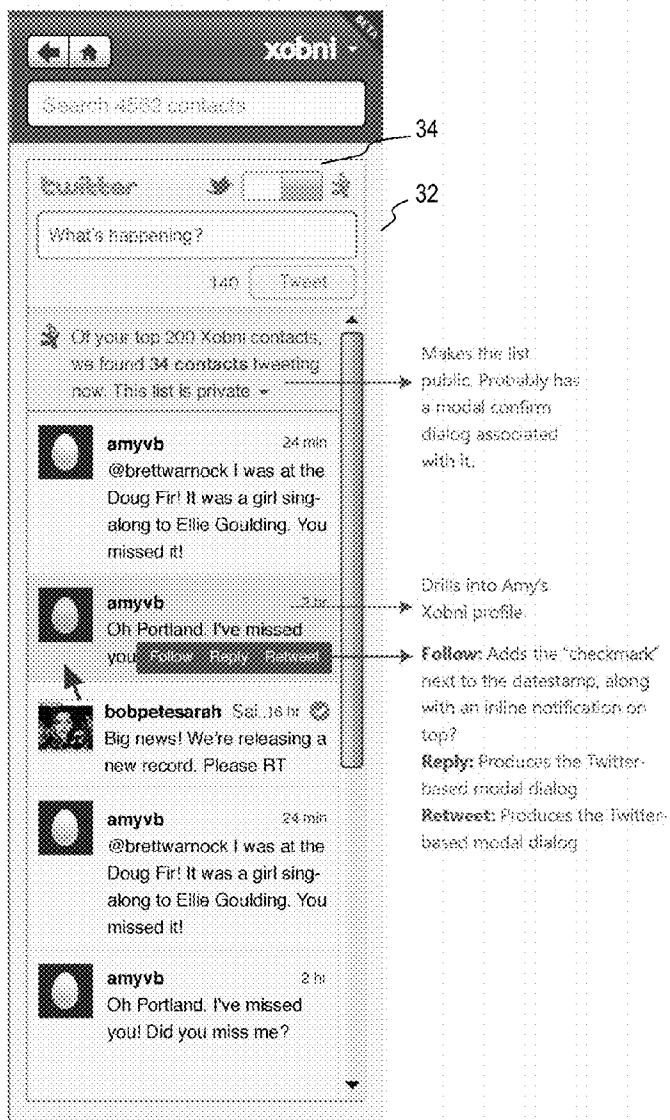 BETA
xobni
Search 4563 contacts
34
twitter
32
What's happening?
140 Tweet
Of your top 200 Xobni contacts,
we found 34 contacts tweeting
now. This list is private
Makes the list
public. Probably has
a modal confirm
dialog associated
with it.
amyvb 24 min
@brettwarnock I was at the
Doug Fir! It was a girl sing-
along to Ellie Goulding. You
missed it!
amyvb ...2 hr
Oh Portland. I've missed
you Follow Reply Retweet
Drills into Amy's
Xobni profile
Follow: Adds the "checkmark"
next to the datestamp, along
with an inline notification on
top?
Reply: Produces the Twitter-
based modal dialog
Retweet: Produces the Twitter-
based modal dialog
bobpetesarah Sai..16 hr
Big news! We're releasing a
new record. Please RT
amyvb 24 min
@brettwarnock I was at the
Doug Fir! It was a girl sing-
along to Ellie Goulding. You
missed it!
amyvb 2 hr
Oh Portland. I've missed
you! Did you miss me?